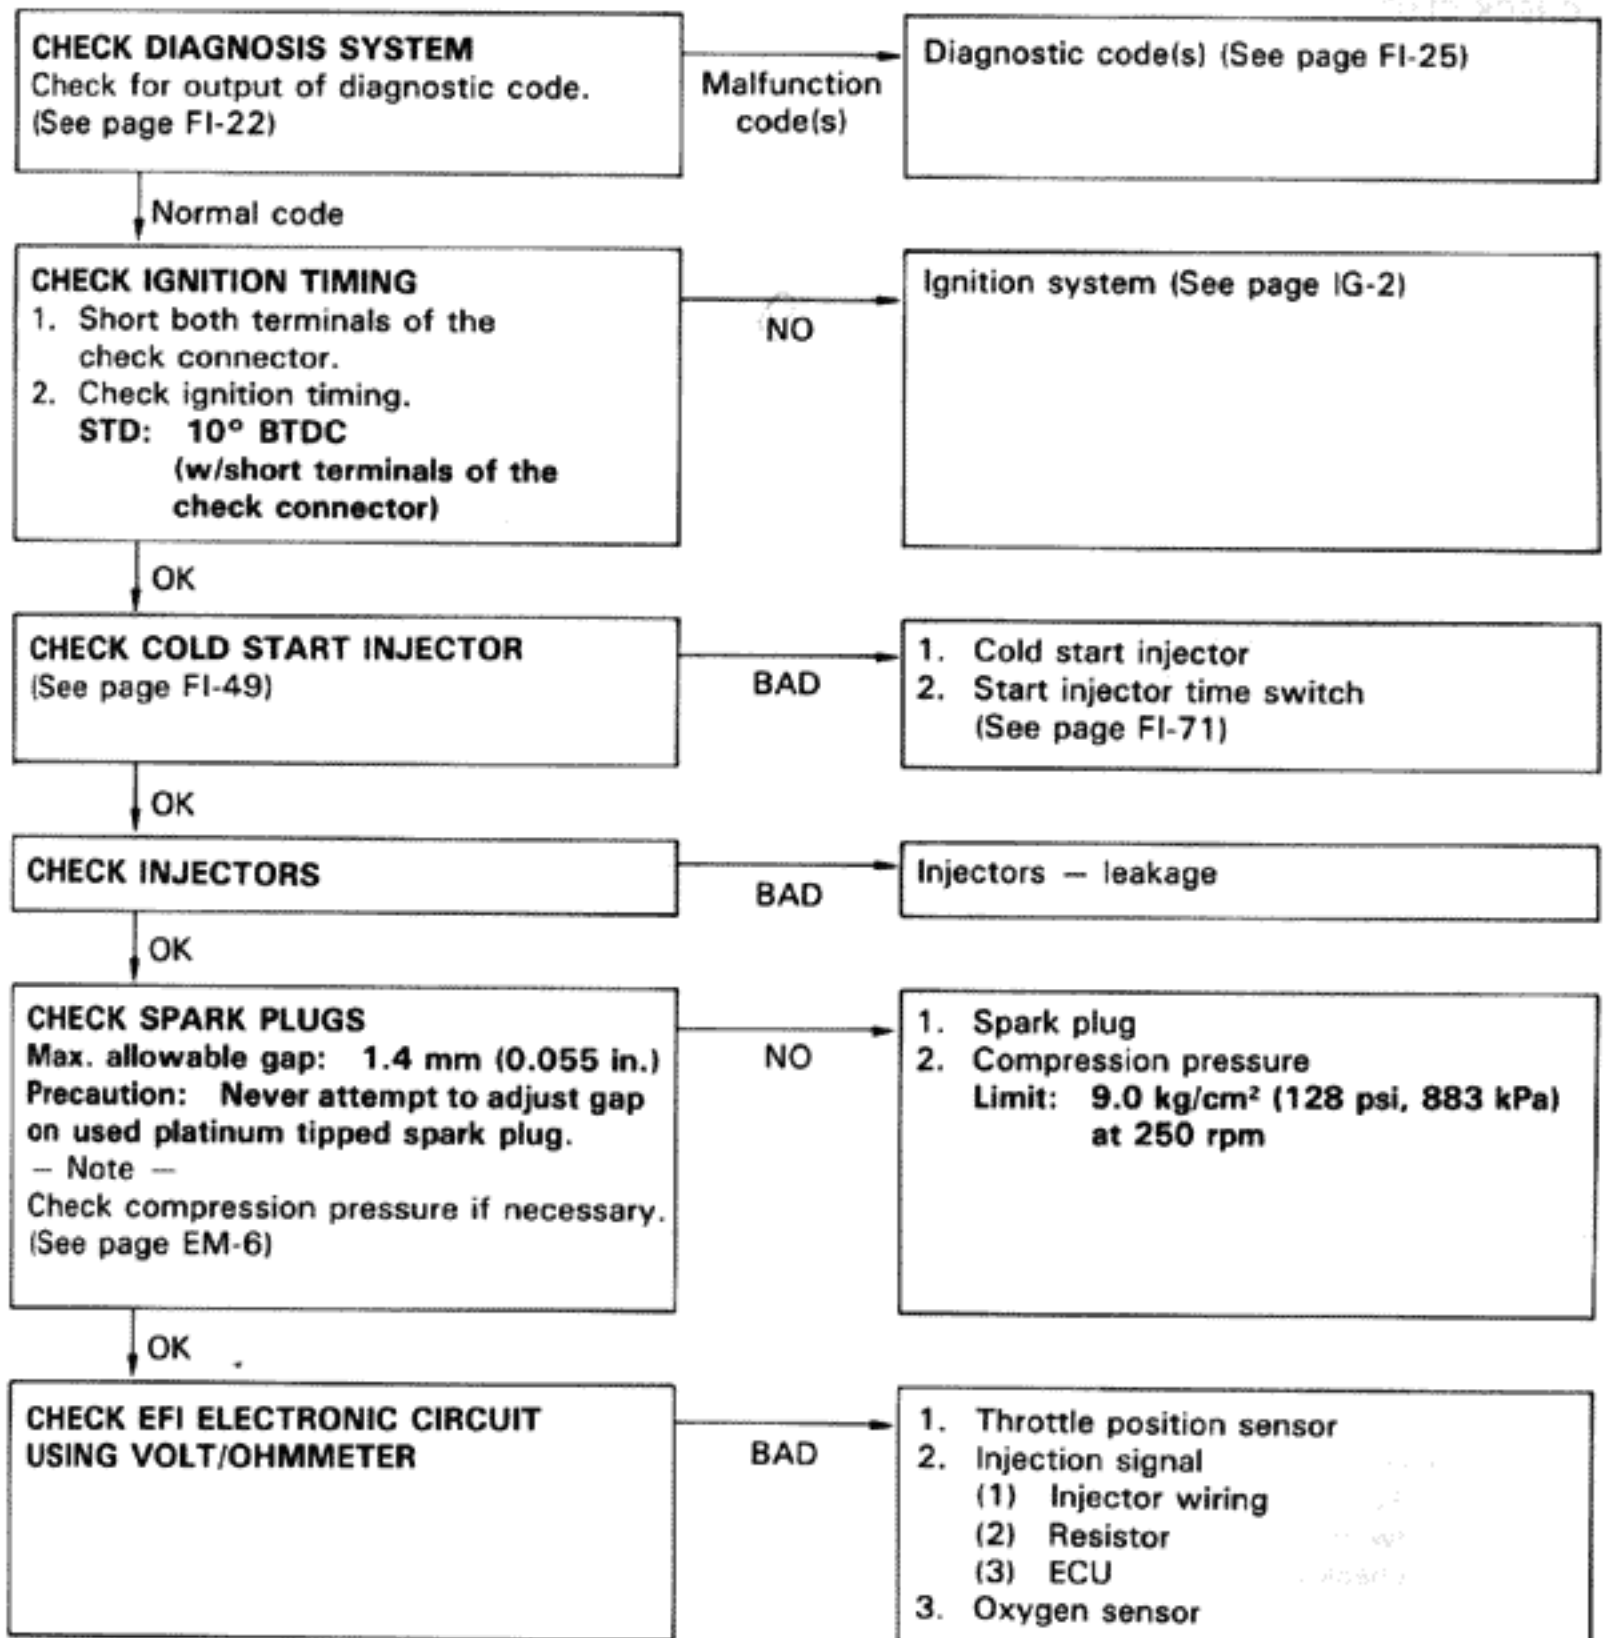 CHECK DIAGNOSIS SYSTEM
Check for output of diagnostic code.
(See page FI-22)
Malfunction
code(s)
Diagnostic code(s) (See page FI-25)
Normal code
CHECK IGNITION TIMING
1. Short both terminals of the
check connector.
2. Check ignition timing.
STD: 10° BTDC
(w/short terminals of the
check connector)
NO
Ignition system (See page IG-2)
OK
CHECK COLD START INJECTOR
(See page FI-49)
BAD
1. Cold start injector
2. Start injector time switch
(See page FI-71)
OK
CHECK INJECTORS
BAD
Injectors — leakage
OK
CHECK SPARK PLUGS
Max. allowable gap: 1.4 mm (0.055 in.)
Precaution: Never attempt to adjust gap
on used platinum tipped spark plug.
— Note —
Check compression pressure if necessary.
(See page EM-6)
NO
1. Spark plug
2. Compression pressure
Limit: 9.0 kg/cm² (128 psi, 883 kPa)
at 250 rpm
OK
CHECK EFI ELECTRONIC CIRCUIT
USING VOLT/OHMMETER
BAD
1. Throttle position sensor
2. Injection signal
(1) Injector wiring
(2) Resistor
(3) ECU
3. Oxygen sensor